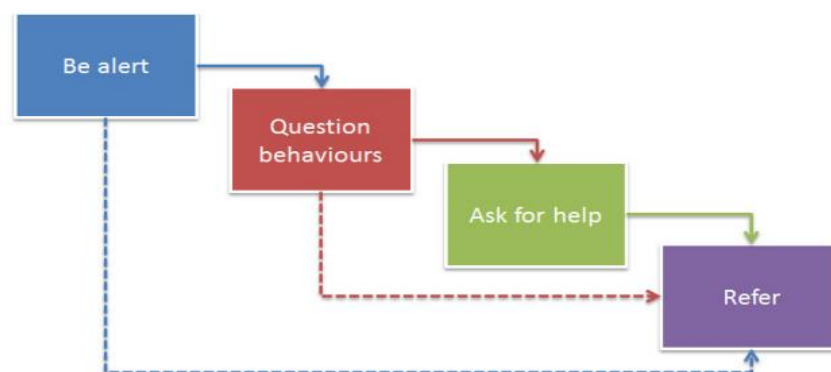 Be alert
Question
behaviours
Ask for help
Refer